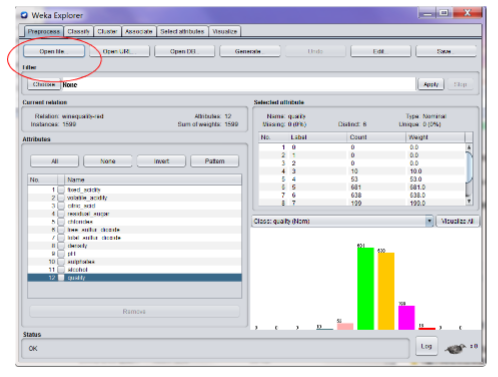 Weka Explorer
Preprocess Classify Cluster Associate Select attributes Visualize
Open file... Open URL... Open DB... Generate... Undo Edit... Save...
Filter
Choose None Apply Stop
Current relation
Relation: winequality-red Attributes: 12
Instances: 1599 Sum of weights: 1599
Attributes
All None Invert Pattern
No. Name
1 fixed_acidity
2 volatile_acidity
3 citric_acid
4 residual_sugar
5 chlorides
6 free_sulfur_dioxide
7 total_sulfur_dioxide
8 density
9 pH
10 sulphates
11 alcohol
12 quality
Remove
Selected attribute
Name: quality Type: Nominal
Missing: 0 (0%) Distinct: 6 Unique: 0 (0%)
No. Label Count Weight
1 0 0 0.0
2 1 0 0.0
3 2 0 0.0
4 3 10 10.0
5 4 53 53.0
6 5 681 681.0
7 6 638 638.0
8 7 199 199.0
Class: quality (Nom) Visualize All
681 638
199
53
0 0 0 10 18 0 0
Status
OK Log x 0